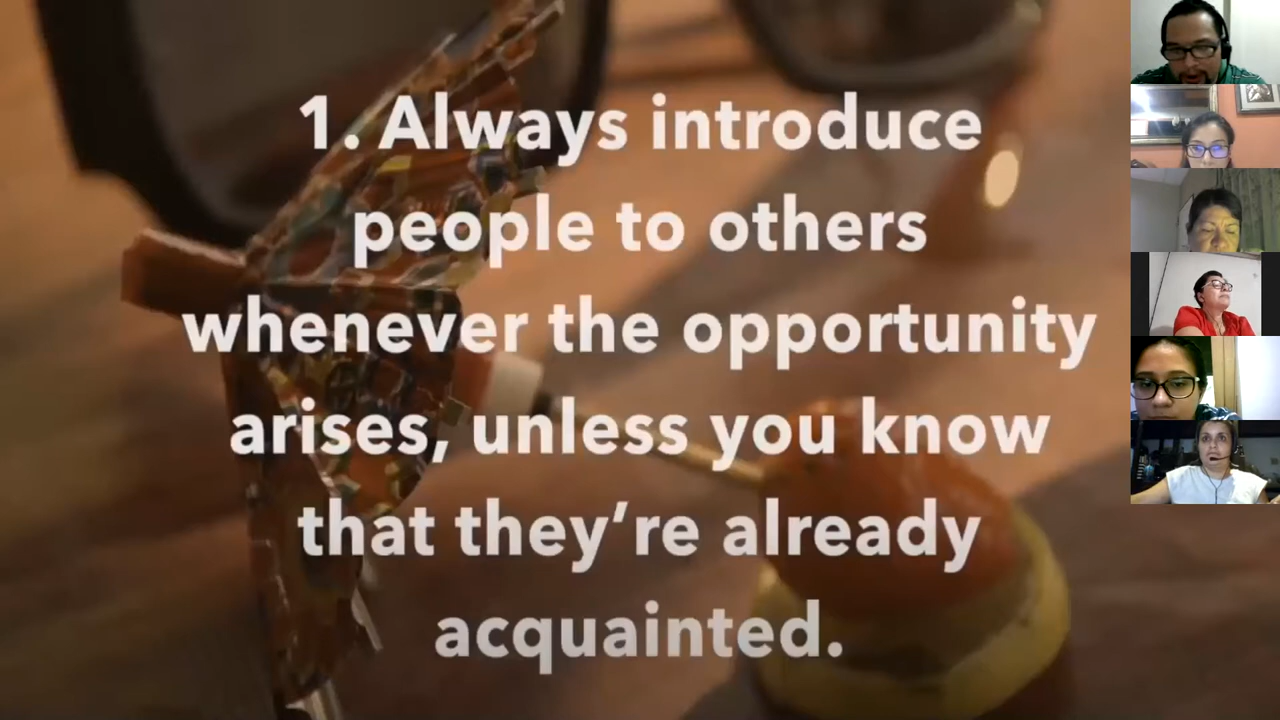 1. Always introduce
people to others
whenever the opportunity
arises, unless you know
that they’re already
acquainted.